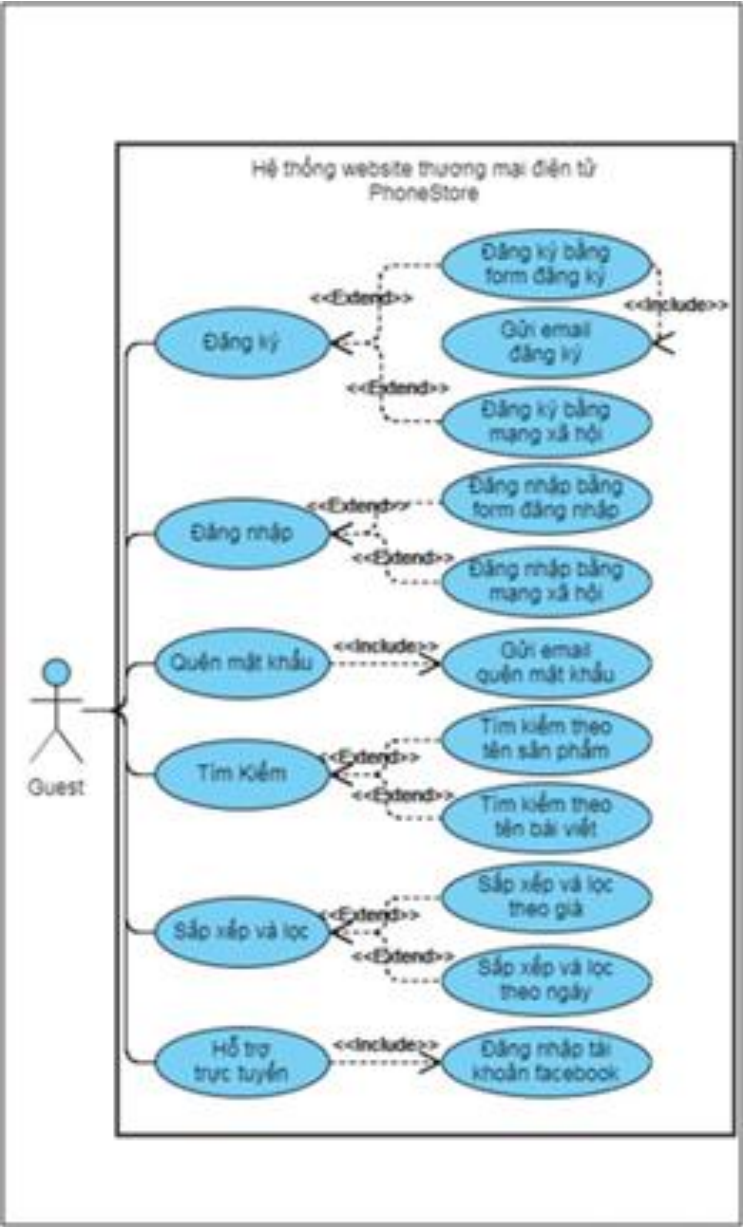 Hệ thống website thương mại điện tử
PhoneStore
Đăng ký bằng
form đăng ký
<<Extend>>
<<Include>>
Đăng ký
Gửi email
đăng ký
<<Extend>>
Đăng ký bằng
mạng xã hội
Đăng nhập bằng
form đăng nhập
<<Extend>>
Đăng nhập
<<Extend>>
Đăng nhập bằng
mạng xã hội
Quên mật khẩu
<<Include>>
Gửi email
quên mật khẩu
Guest
Tìm Kiếm
<<Extend>>
Tìm kiếm theo
tên sản phẩm
<<Extend>>
Tìm kiếm theo
tên bài viết
Sắp xếp và lọc
<<Extend>>
Sắp xếp và lọc
theo giá
<<Extend>>
Sắp xếp và lọc
theo ngày
Hỗ trợ
trực tuyến
<<Include>>
Đăng nhập tài
khoản facebook